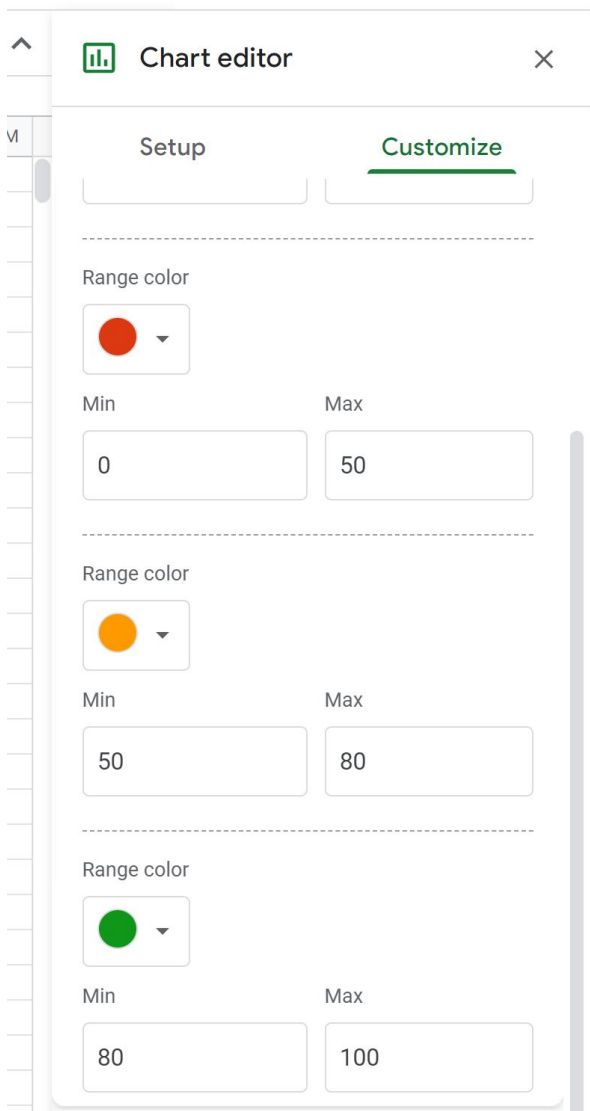 Chart editor
M
Setup Customize
Range color
Min Max
0 50
Range color
Min Max
50 80
Range color
Min Max
80 100